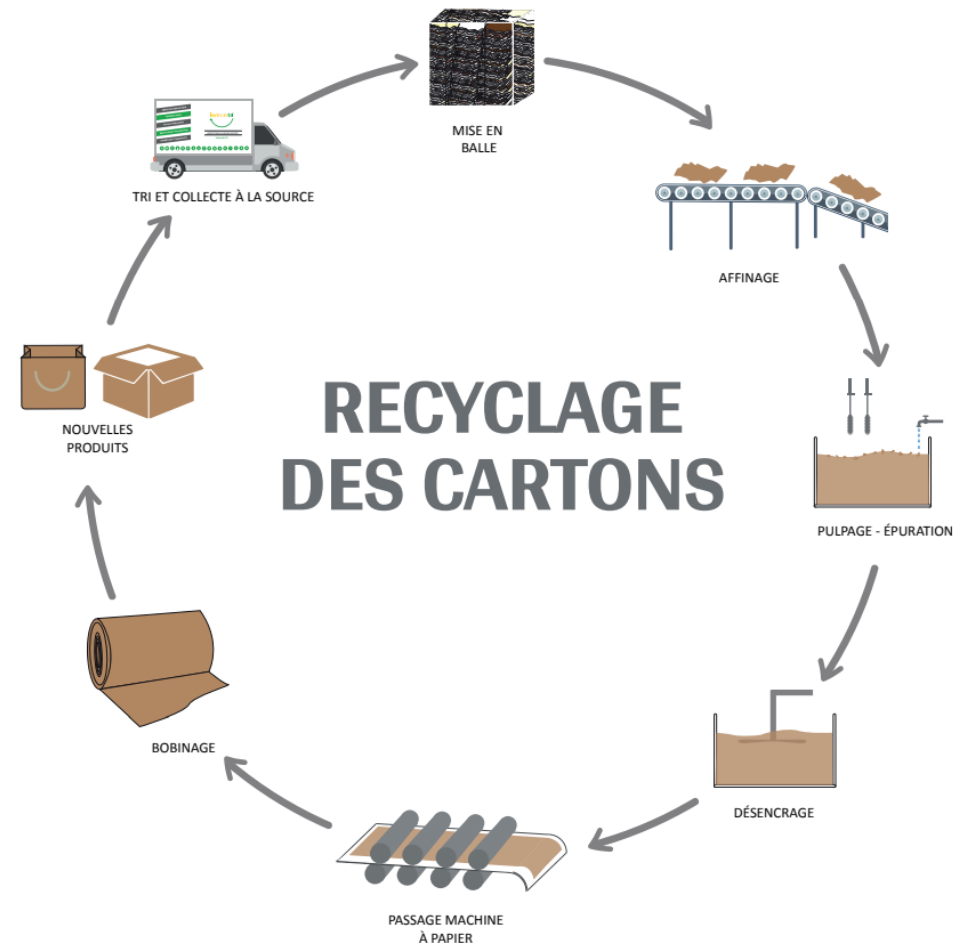 MISE EN
BALLE
TRI ET COLLECTE À LA SOURCE
AFFINAGE
NOUVELLES
PRODUITS
RECYCLAGE
DES CARTONS
PULPAGE - ÉPURATION
BOBINAGE
DÉSENCRAGE
PASSAGE MACHINE
À PAPIER